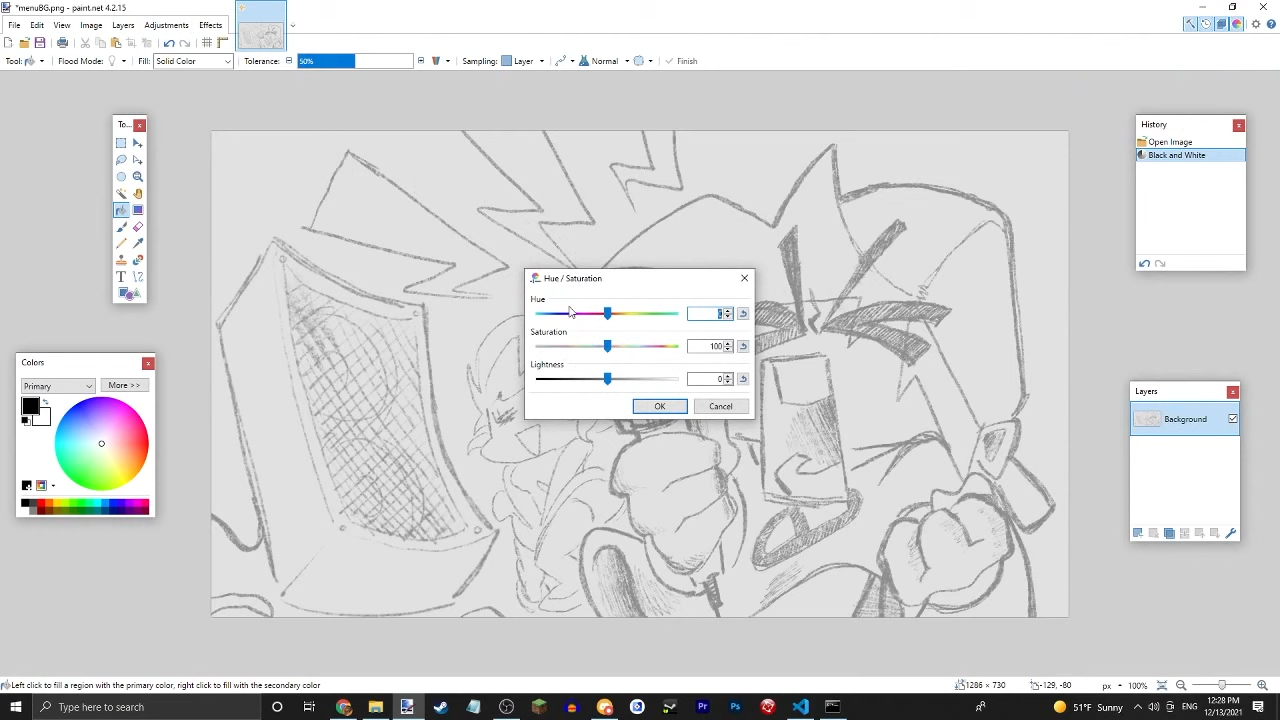 *menuBG.png - paint.net 4.2.15
File Edit View Image Layers Adjustments Effects
Tool: Flood Mode: Fill: Solid Color Tolerance: 50% Sampling: Layer Normal Finish
To...
History
Open Image
Black and White
Hue / Saturation
Hue
Saturation
100
Lightness
0
OK Cancel
Colors
Primary More >>
Layers
Background
Left click to fill a region with the primary color, right click to fill with the secondary color 1286 x 730 -129, -80 px 100%
Type here to search 51°F Sunny 12:28 PM
12/13/2021